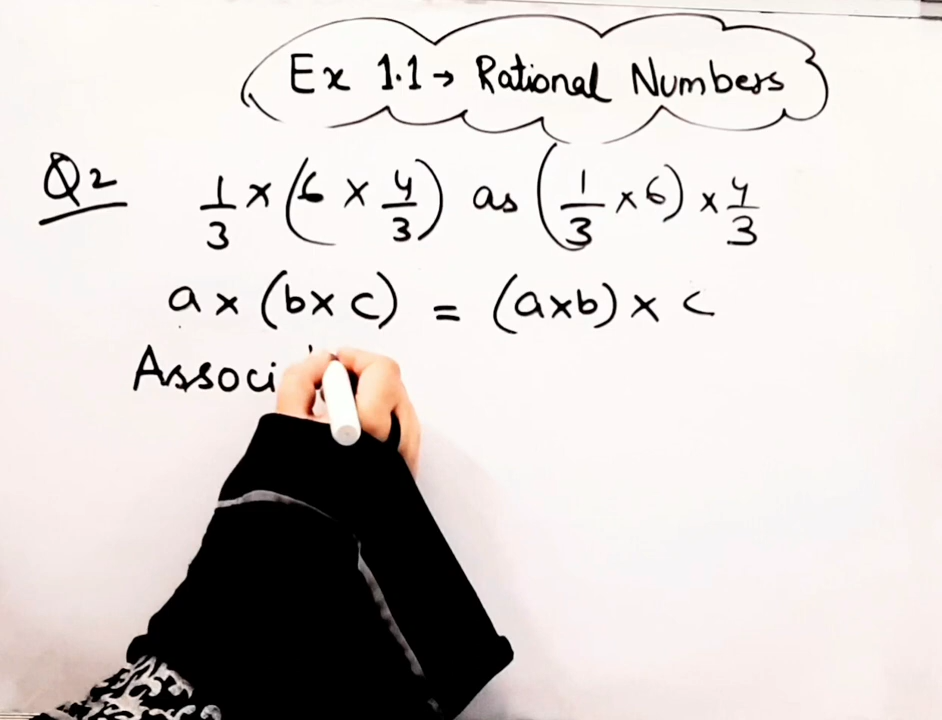 Ex 1.1 → Rational Numbers
Q2 1/3 × (6 × 4/3) as (1/3 × 6) × 4/3
a × (b × c) = (a×b) × c
Associ